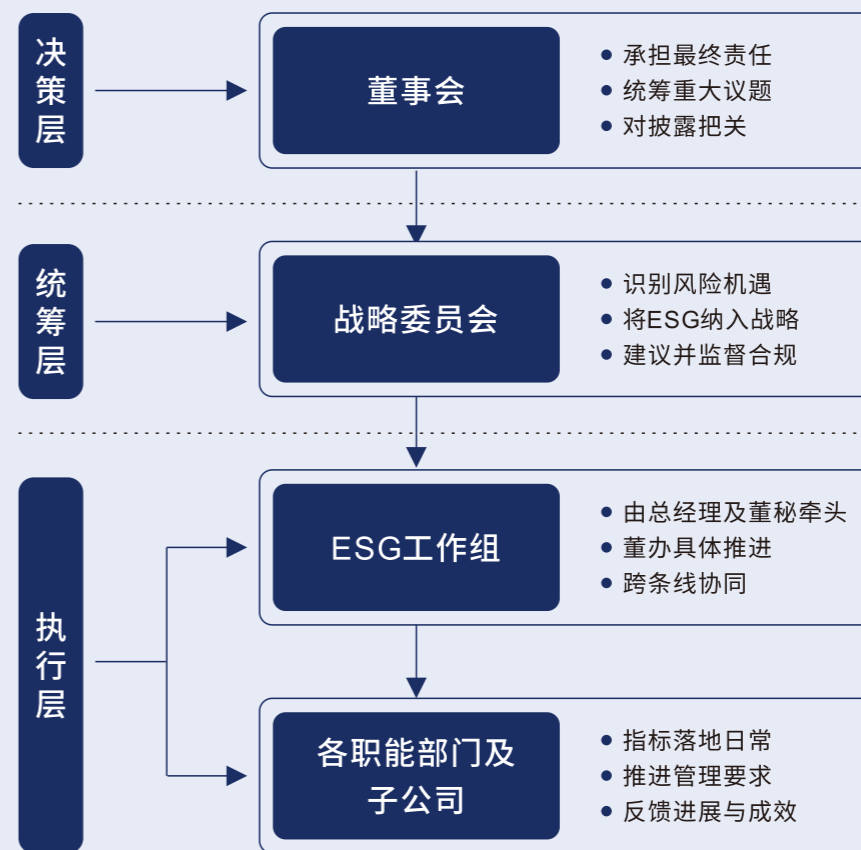 决策层
董事会
承担最终责任
统筹重大议题
对披露把关
统筹层
战略委员会
识别风险机遇
将ESG纳入战略
建议并监督合规
执行层
ESG工作组
由总经理及董秘牵头
董办具体推进
跨条线协同
各职能部门及
子公司
指标落地日常
推进管理要求
反馈进展与成效